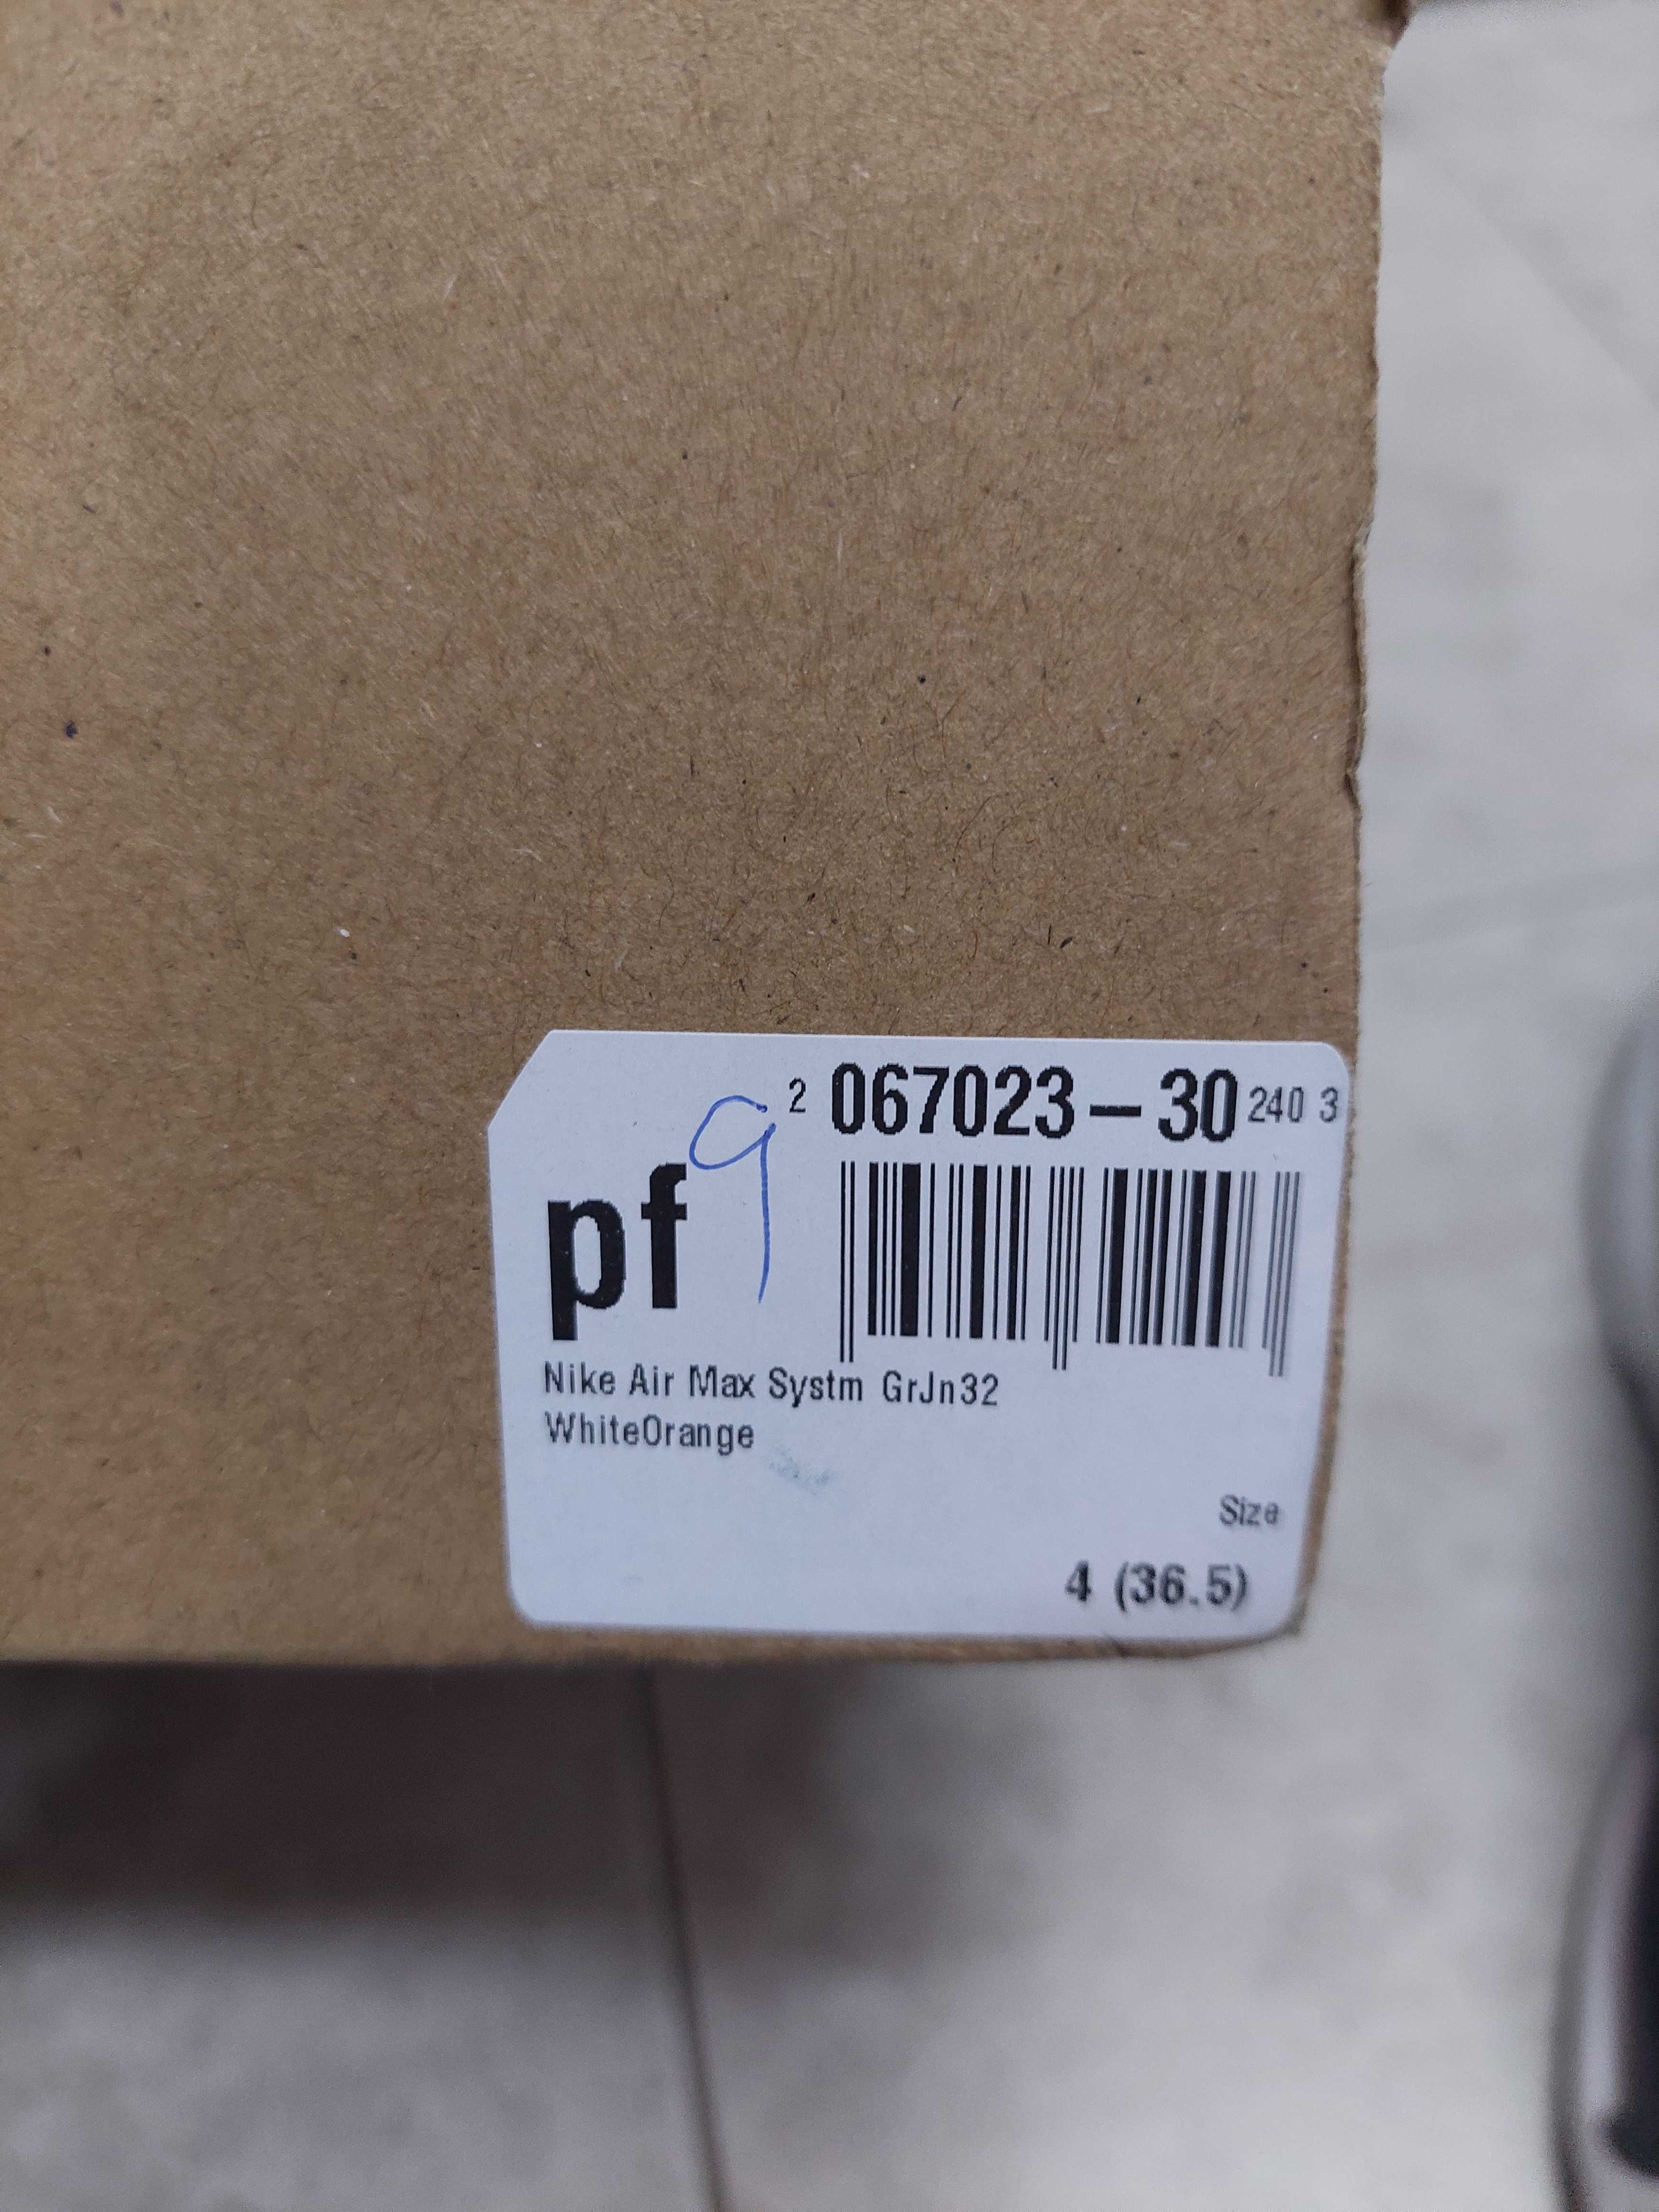 2 067023-30 240 3
pf 9
Nike Air Max Systm GrJn32
WhiteOrange
Size
4 (36.5)